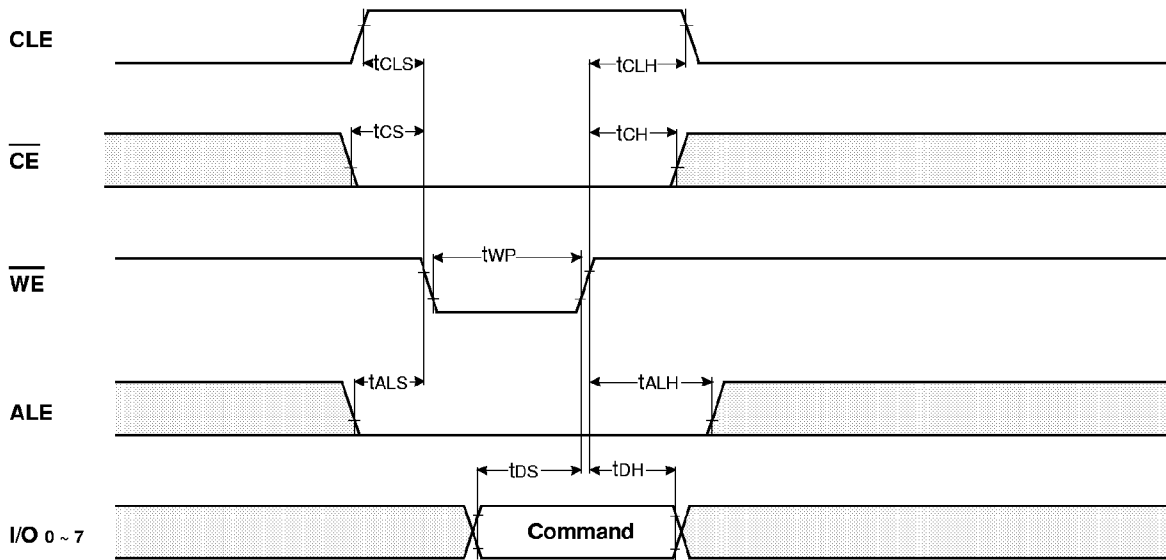 CLE
tCLS
tCLH
CE
tCS
tCH
WE
tWP
ALE
tALS
tALH
I/O 0 ~ 7
tDS
tDH
Command